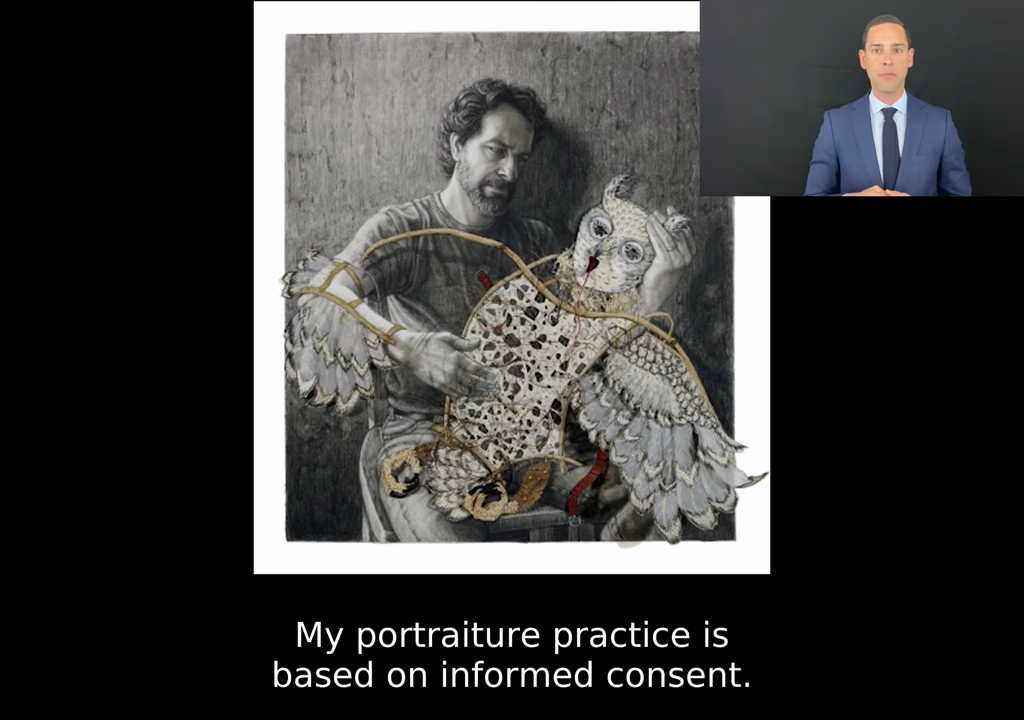 My portraiture practice is
based on informed consent.